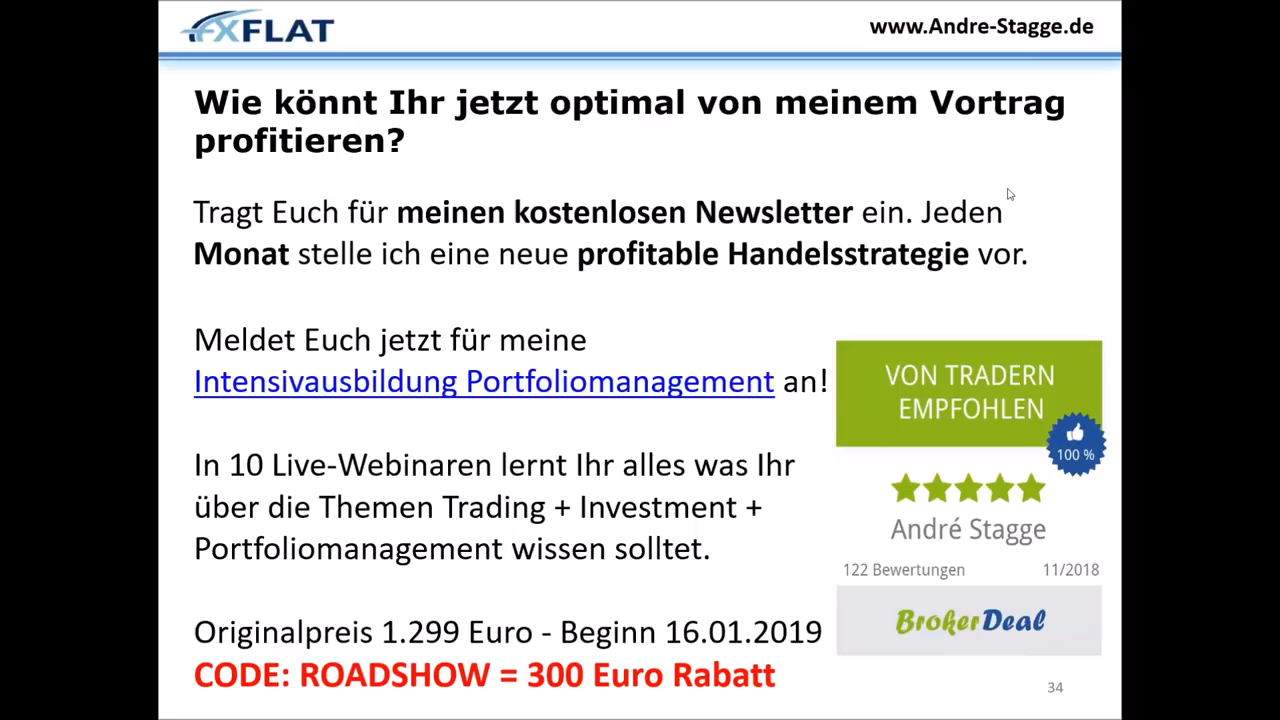 FXFLAT
www.Andre-Stagge.de
Wie könnt Ihr jetzt optimal von meinem Vortrag
profitieren?
Tragt Euch für meinen kostenlosen Newsletter ein. Jeden
Monat stelle ich eine neue profitable Handelsstrategie vor.
Meldet Euch jetzt für meine
Intensivausbildung Portfoliomanagement an!
In 10 Live-Webinaren lernt Ihr alles was Ihr
über die Themen Trading + Investment +
Portfoliomanagement wissen solltet.
Originalpreis 1.299 Euro - Beginn 16.01.2019
CODE: ROADSHOW = 300 Euro Rabatt
VON TRADERN
EMPFOHLEN
100 %
André Stagge
122 Bewertungen 11/2018
BrokerDeal
34